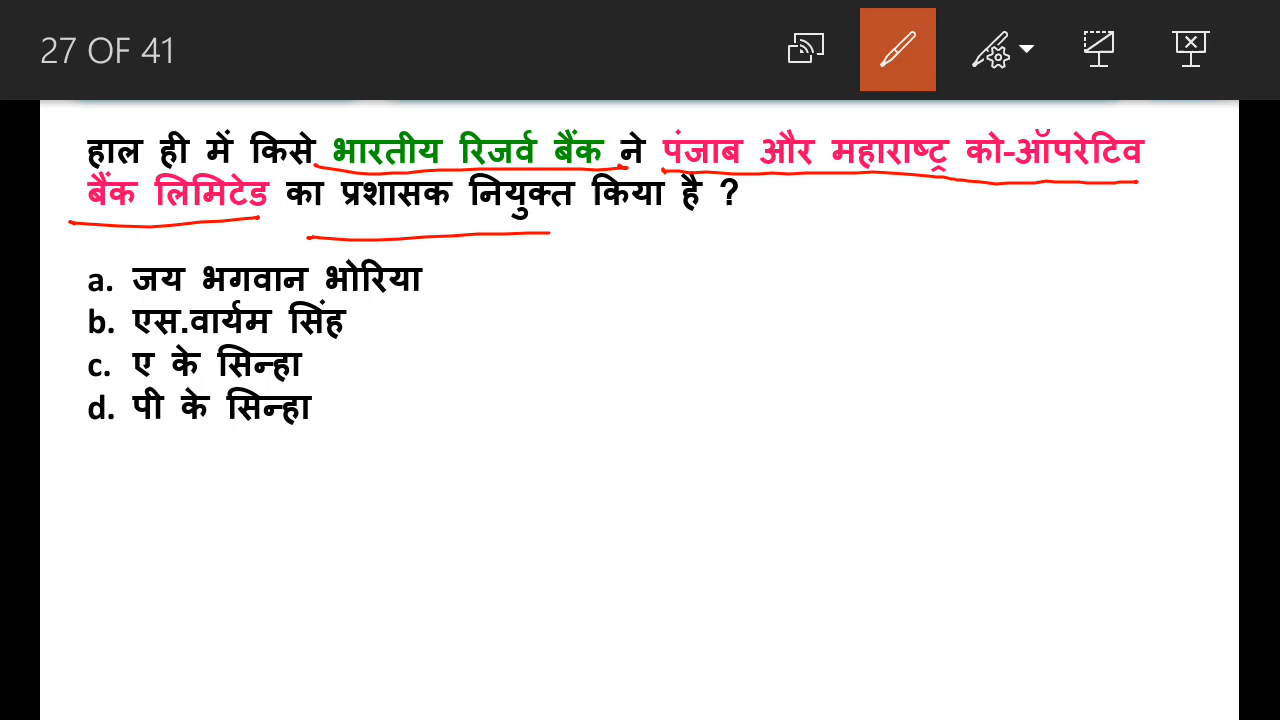 27 OF 41
हाल ही में किसे भारतीय रिजर्व बैंक ने पंजाब और महाराष्ट्र को-ऑपरेटिव
बैंक लिमिटेड का प्रशासक नियुक्त किया है ?
a. जय भगवान भोरिया
b. एस.वार्यम सिंह
c. ए के सिन्हा
d. पी के सिन्हा